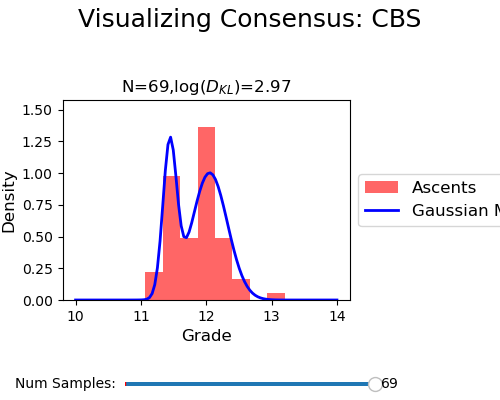 Visualizing Consensus: CBS
N=69,log(D_KL)=2.97
1.50
1.25
1.00
0.75
0.50
0.25
0.00
Density
10 11 12 13 14
Grade
Ascents
Gaussian M
Num Samples: 69